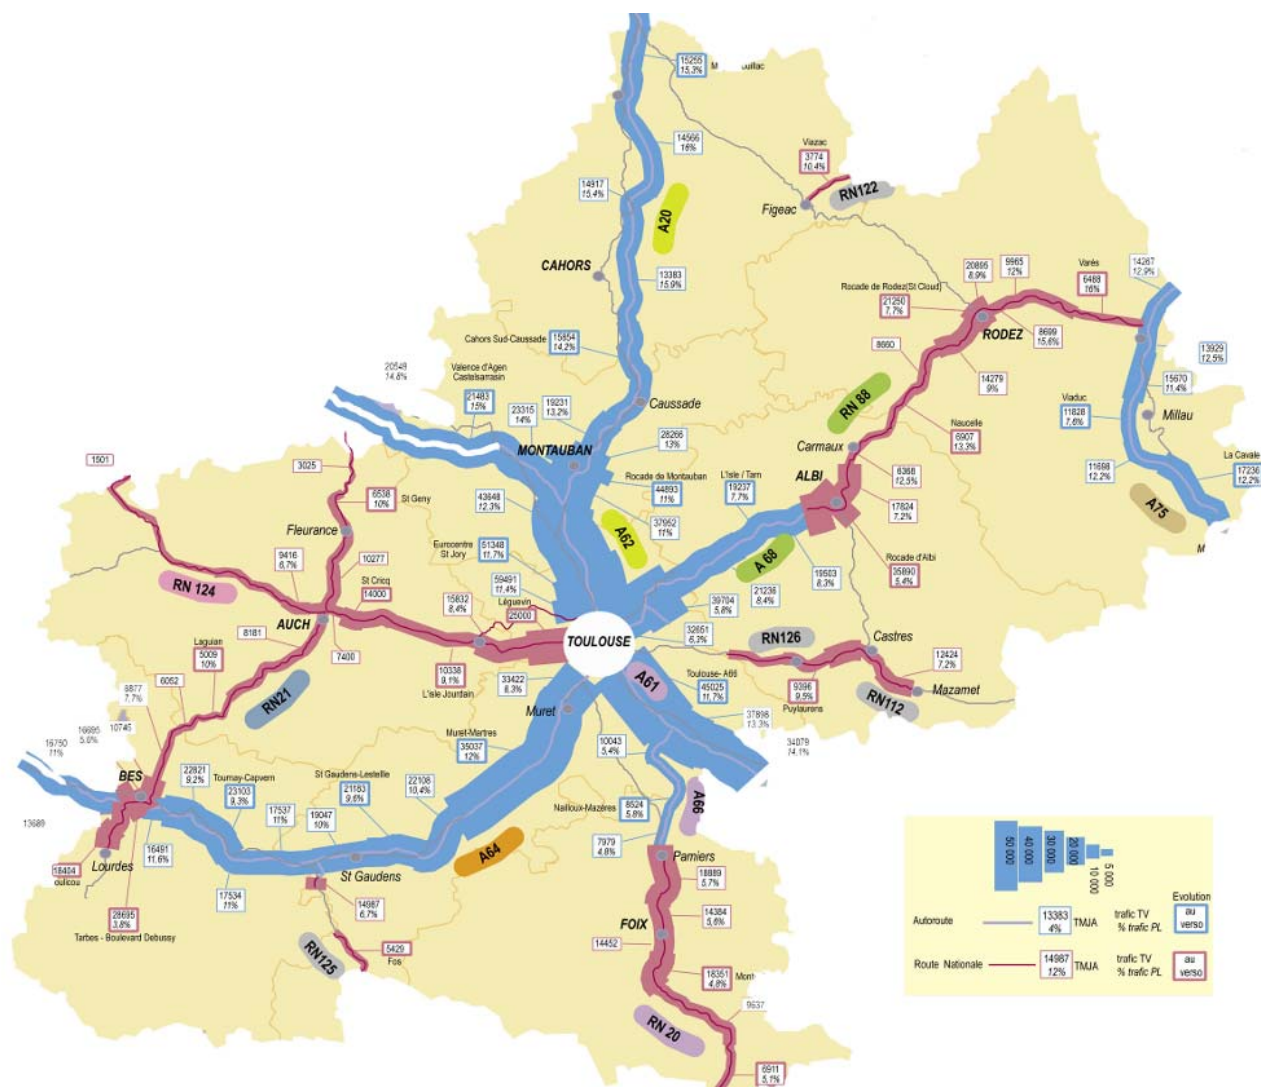 15255
15,3%
14566
16%
14917
15,4%
A20
Viazac
3774
10,4%
RN122
Figeac
CAHORS
13383
15,9%
Cahors Sud-Caussade
15854
14,2%
Rocade de Rodez(St Cloud)
21250
7,7%
20895
8,9%
9965
12%
Varès
6488
16%
14267
12,9%
RODEZ
8699
15,6%
8660
14279
9%
13929
12,5%
15670
11,4%
Millau
Viaduc
11828
7,6%
La Cavale
17236
12,2%
11698
12,2%
A75
M
20548
14,8%
Valence d'Agen
Castelsarrasin
21483
15%
23315
14%
19231
13,2%
Caussade
28266
13%
MONTAUBAN
Rocade de Montauban
44893
11%
37952
11%
43648
12,3%
A62
RN 88
Naucelle
6907
13,3%
Carmaux
6368
12,5%
ALBI
L'Isle / Tarn
19237
7,7%
17824
7,2%
Rocade d'Albi
35890
5,4%
19503
8,3%
A 68
21236
8,4%
39704
5,8%
32651
6,3%
1501
3025
6538
10%
St Geny
Fleurance
9416
6,7%
10277
RN 124
St Cricq
14000
AUCH
7400
8181
Laguian
5009
10%
6052
RN21
8877
7,7%
10745
16695
5,0%
16750
11%
13689
Eurocentre
St Jory
51348
11,7%
59491
11,4%
15832
8,4%
Léguevin
25000
TOULOUSE
10338
9,1%
L'isle Jourdain
33422
8,3%
Muret
RN126
Castres
12424
7,2%
Mazamet
RN112
9396
9,5%
Puylaurens
A61
Toulouse- A66
45025
11,7%
37898
13,3%
34079
14,1%
10043
5,4%
Nailloux-Mazères
8524
5,8%
A66
7979
4,8%
Pamiers
18889
5,7%
14384
5,6%
FOIX
14452
18351
4,8%
Mont
9637
RN 20
6911
5,1%
Muret-Martres
35037
12%
22108
10,4%
St Gaudens-Lestelle
21183
9,6%
Tournay-Capvern
23103
9,3%
22821
9,2%
17537
11%
19047
10%
A64
BES
16491
11,6%
Lourdes
18404
oulicou
28695
3,8%
Tarbes - Boulevard Debussy
17534
11%
St Gaudens
14987
6,7%
5429
Fos
RN125
50 000
40 000
30 000
20 000
10 000
5 000
Evolution
Autoroute
13383
4%
TMJA
trafic TV
% trafic PL
au
verso
Route Nationale
14987
12%
TMJA
trafic TV
% trafic PL
au
verso